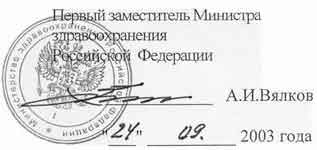 Первый заместитель Министра
здравоохранения
Российской Федерации
А.И.Вялков
"24" 09. 2003 года